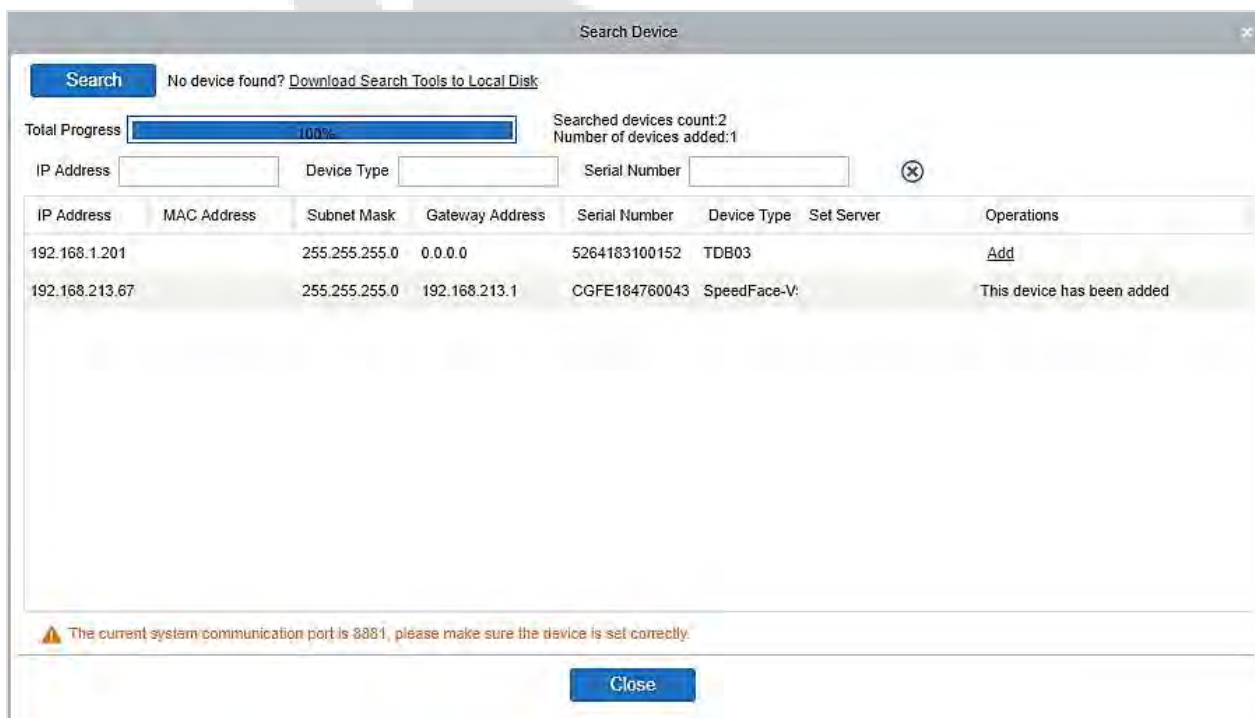 Search Device
Search No device found? Download Search Tools to Local Disk
Total Progress 100% Searched devices count:2
Number of devices added:1
IP Address Device Type Serial Number
IP Address MAC Address Subnet Mask Gateway Address Serial Number Device Type Set Server Operations
192.168.1.201 255.255.255.0 0.0.0.0 5264183100152 TDB03 Add
192.168.213.67 255.255.255.0 192.168.213.1 CGFE184760043 SpeedFace-V: This device has been added
The current system communication port is 8881, please make sure the device is set correctly.
Close